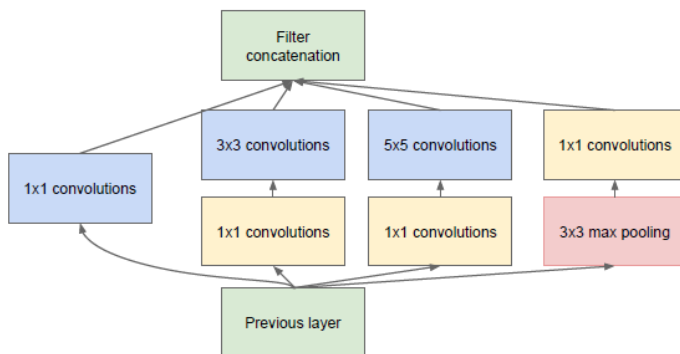 Filter
concatenation
3x3 convolutions
5x5 convolutions
1x1 convolutions
1x1 convolutions
1x1 convolutions
1x1 convolutions
3x3 max pooling
Previous layer